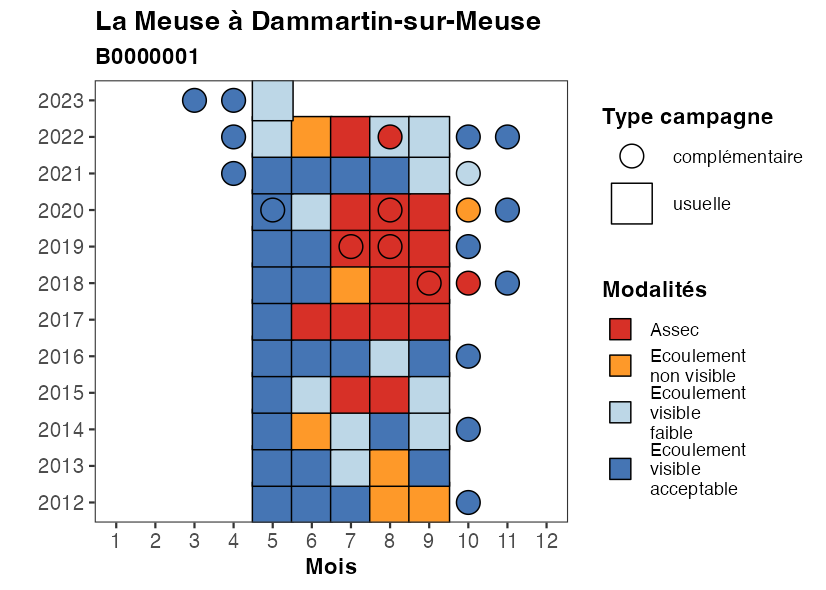 La Meuse à Dammartin-sur-Meuse
B0000001
2023
2022
2021
2020
2019
2018
2017
2016
2015
2014
2013
2012
1 2 3 4 5 6 7 8 9 10 11 12
Mois
Type campagne
complémentaire
usuelle
Modalités
Assec
Ecoulement
non visible
Ecoulement
visible
faible
Ecoulement
visible
acceptable